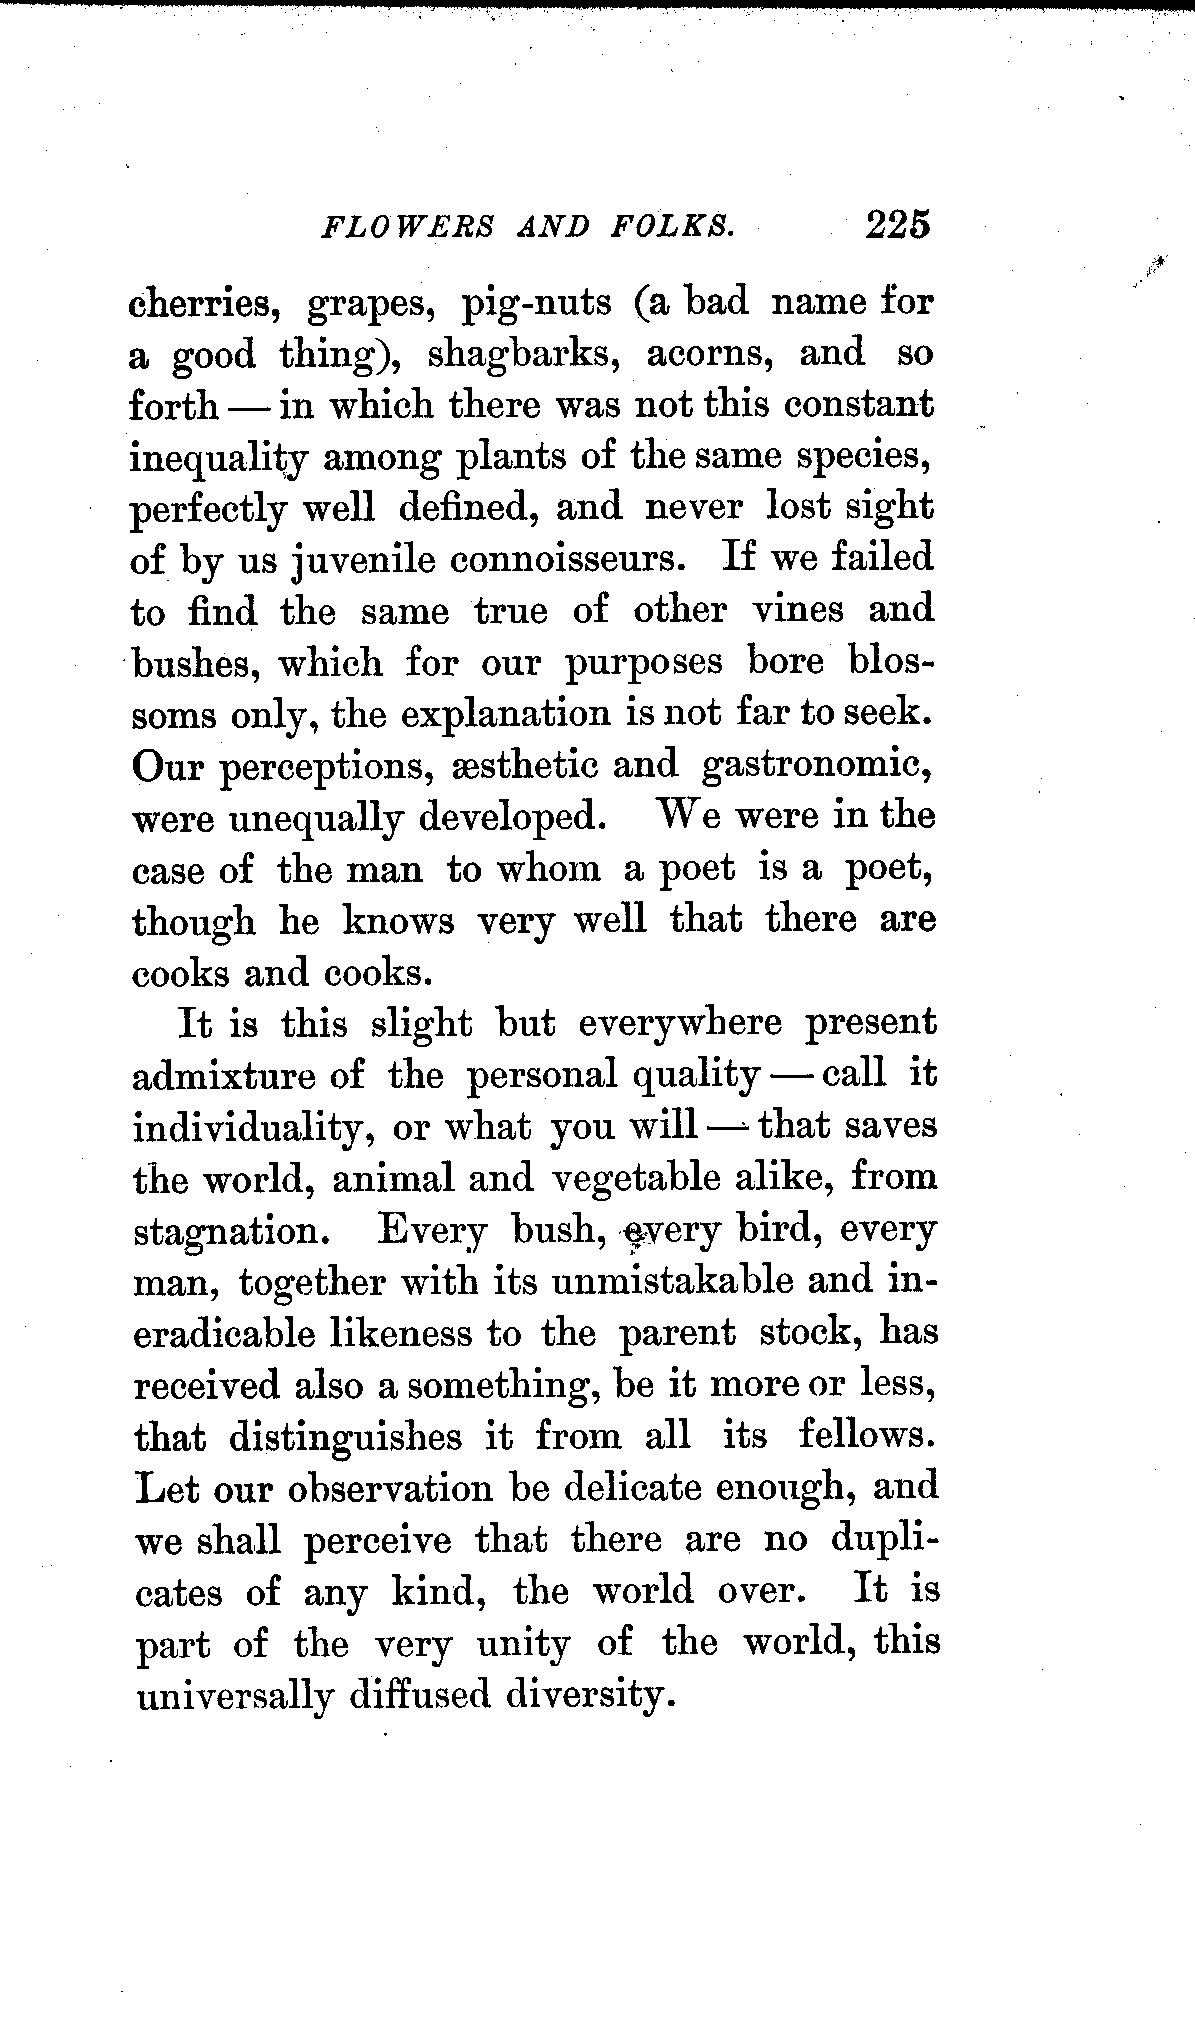 FLOWERS AND FOLKS. 225
cherries, grapes, pig-nuts (a bad name for
a good thing), shagbarks, acorns, and so
forth — in which there was not this constant
inequality among plants of the same species,
perfectly well defined, and never lost sight
of by us juvenile connoisseurs. If we failed
to find the same true of other vines and
bushes, which for our purposes bore blos-
soms only, the explanation is not far to seek.
Our perceptions, æsthetic and gastronomic,
were unequally developed. We were in the
case of the man to whom a poet is a poet,
though he knows very well that there are
cooks and cooks.
It is this slight but everywhere present
admixture of the personal quality — call it
individuality, or what you will — that saves
the world, animal and vegetable alike, from
stagnation. Every bush, every bird, every
man, together with its unmistakable and in-
eradicable likeness to the parent stock, has
received also a something, be it more or less,
that distinguishes it from all its fellows.
Let our observation be delicate enough, and
we shall perceive that there are no dupli-
cates of any kind, the world over. It is
part of the very unity of the world, this
universally diffused diversity.